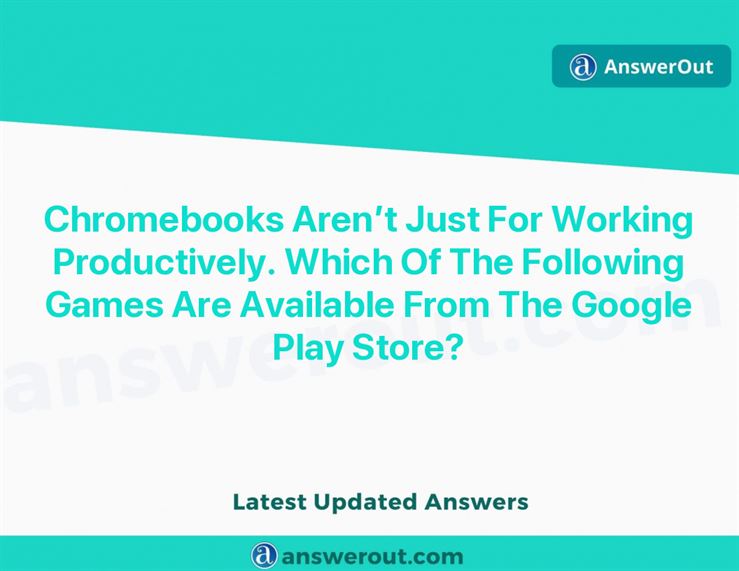 a AnswerOut
Chromebooks Aren’t Just For Working
Productively. Which Of The Following
Games Are Available From The Google
Play Store?
answerout.com
Latest Updated Answers
a answerout.com